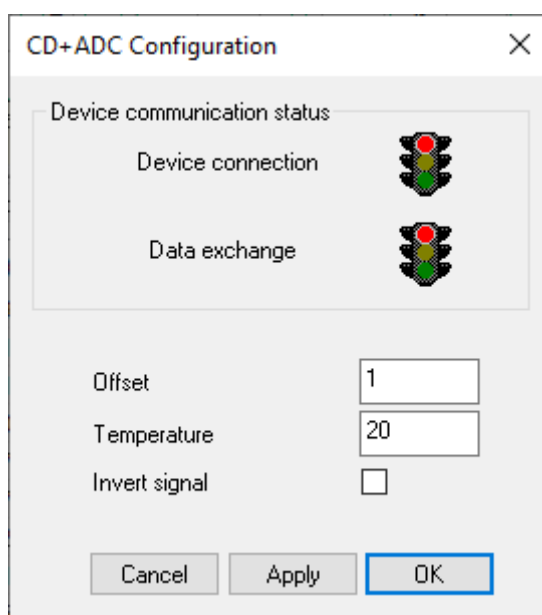 CD+ADC Configuration
Device communication status
Device connection
Data exchange
Offset 1
Temperature 20
Invert signal
Cancel Apply OK